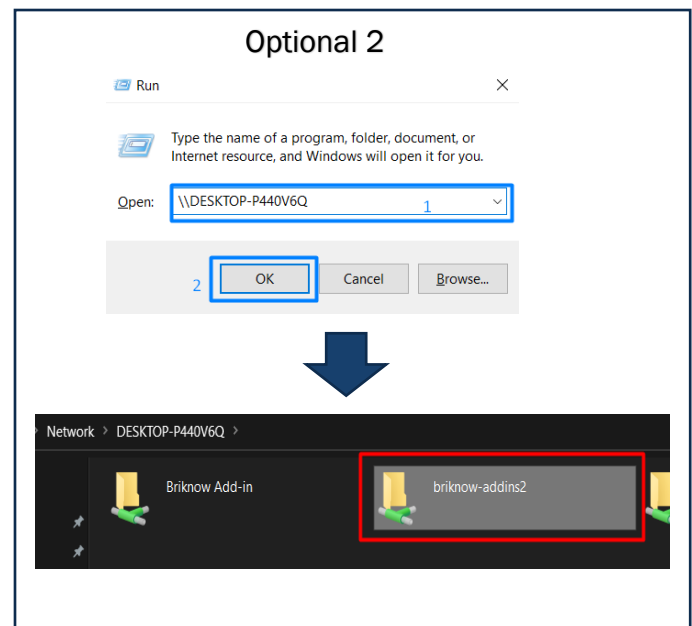 Optional 2
Run
Type the name of a program, folder, document, or
Internet resource, and Windows will open it for you.
Open: \\DESKTOP-P440V6Q 1
2 OK Cancel Browse...
Network > DESKTOP-P440V6Q >
Briknow Add-in briknow-addins2